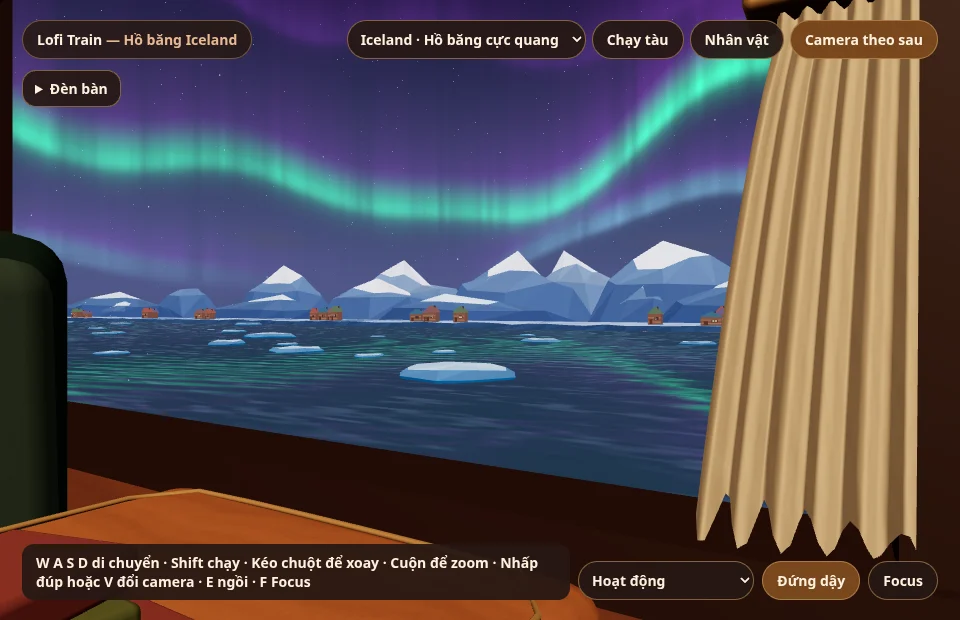 Lofi Train — Hồ băng Iceland
Iceland · Hồ băng cực quang
Chạy tàu
Nhân vật
Camera theo sau
Đèn bàn
W A S D di chuyển · Shift chạy · Kéo chuột để xoay · Cuộn để zoom · Nhấp
đúp hoặc V đổi camera · E ngồi · F Focus
Hoạt động
Đứng dậy
Focus